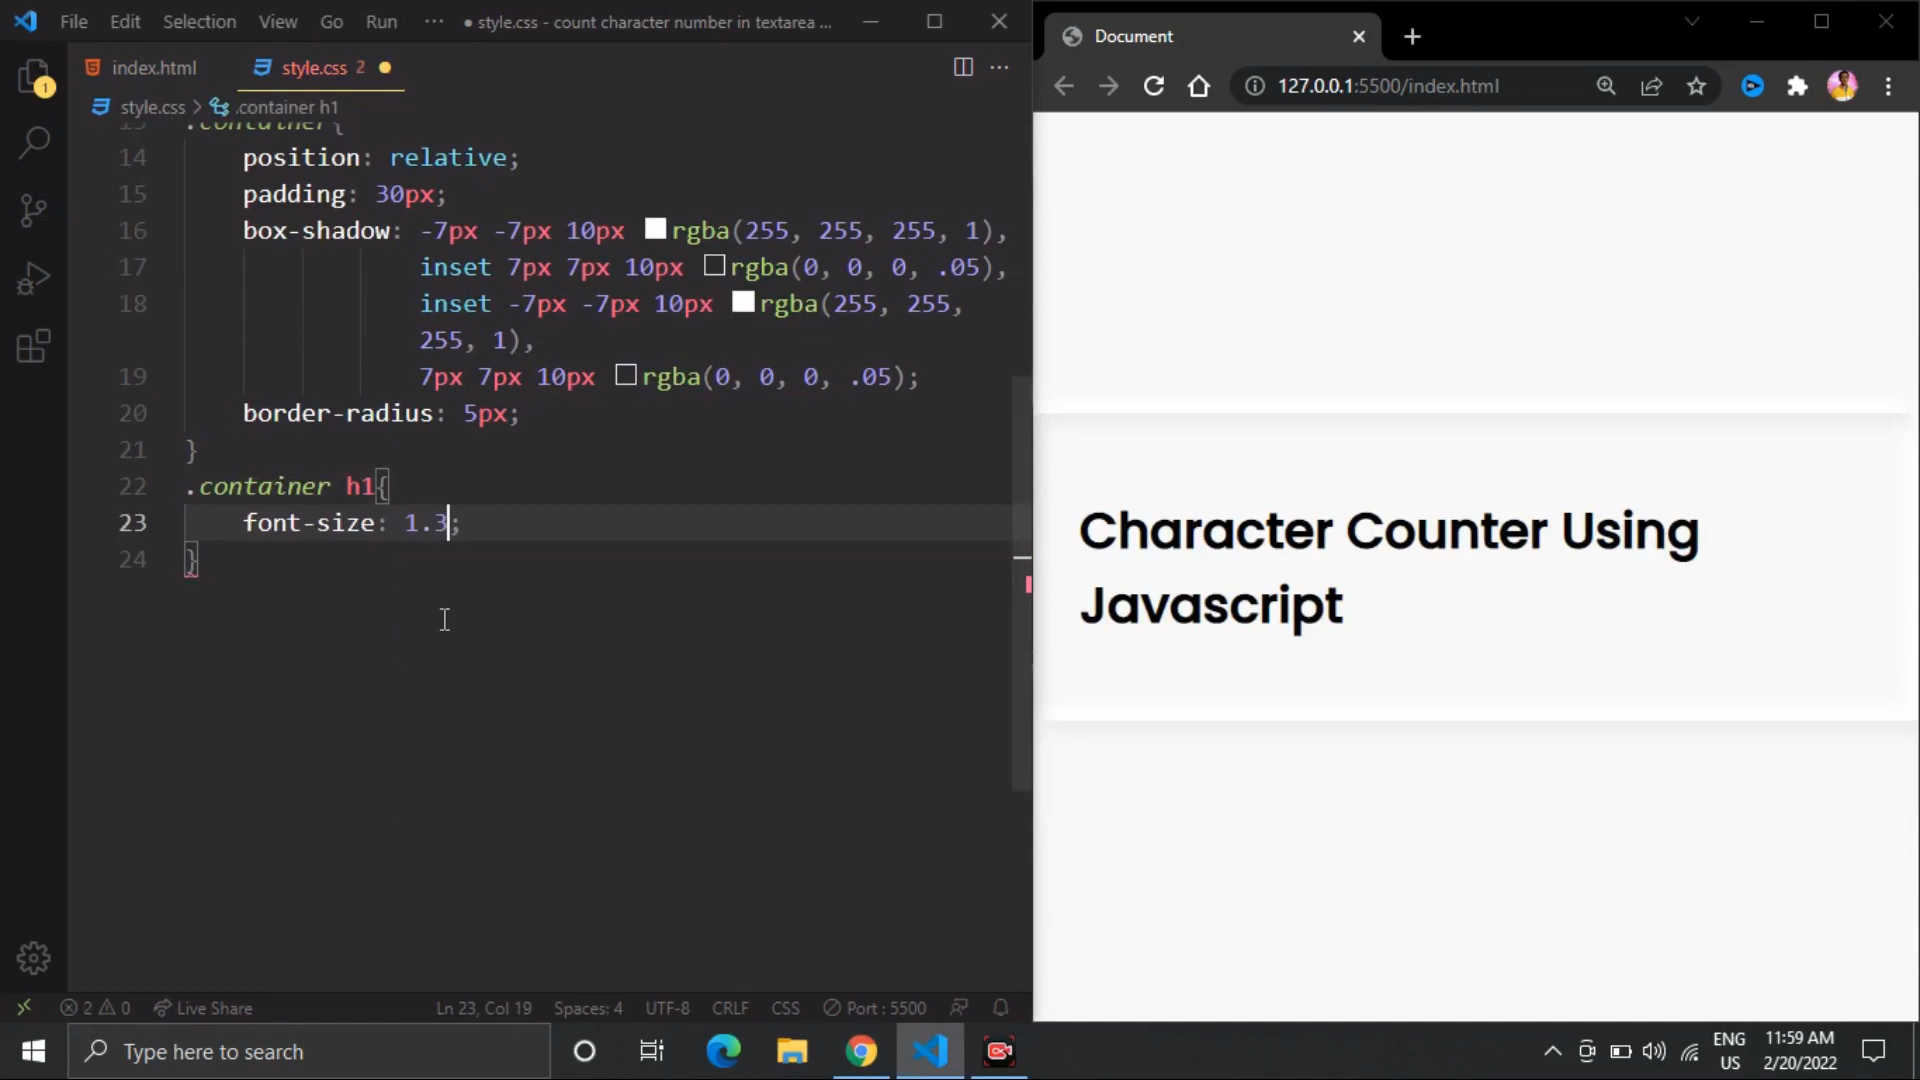 File Edit Selection View Go Run ··· ● style.css - count character number in textarea ...
index.html style.css 2
style.css > .container h1
.container{
14 position: relative;
15 padding: 30px;
16 box-shadow: -7px -7px 10px rgba(255, 255, 255, 1),
17 inset 7px 7px 10px rgba(0, 0, 0, .05),
18 inset -7px -7px 10px rgba(255, 255,
255, 1),
19 7px 7px 10px rgba(0, 0, 0, .05);
20 border-radius: 5px;
21 }
22 .container h1{
23 font-size: 1.3;
24 }
1
2 0 Live Share Ln 23, Col 19 Spaces: 4 UTF-8 CRLF CSS Port : 5500
Document
127.0.0.1:5500/index.html
Character Counter Using
Javascript
Type here to search
ENG
US
11:59 AM
2/20/2022